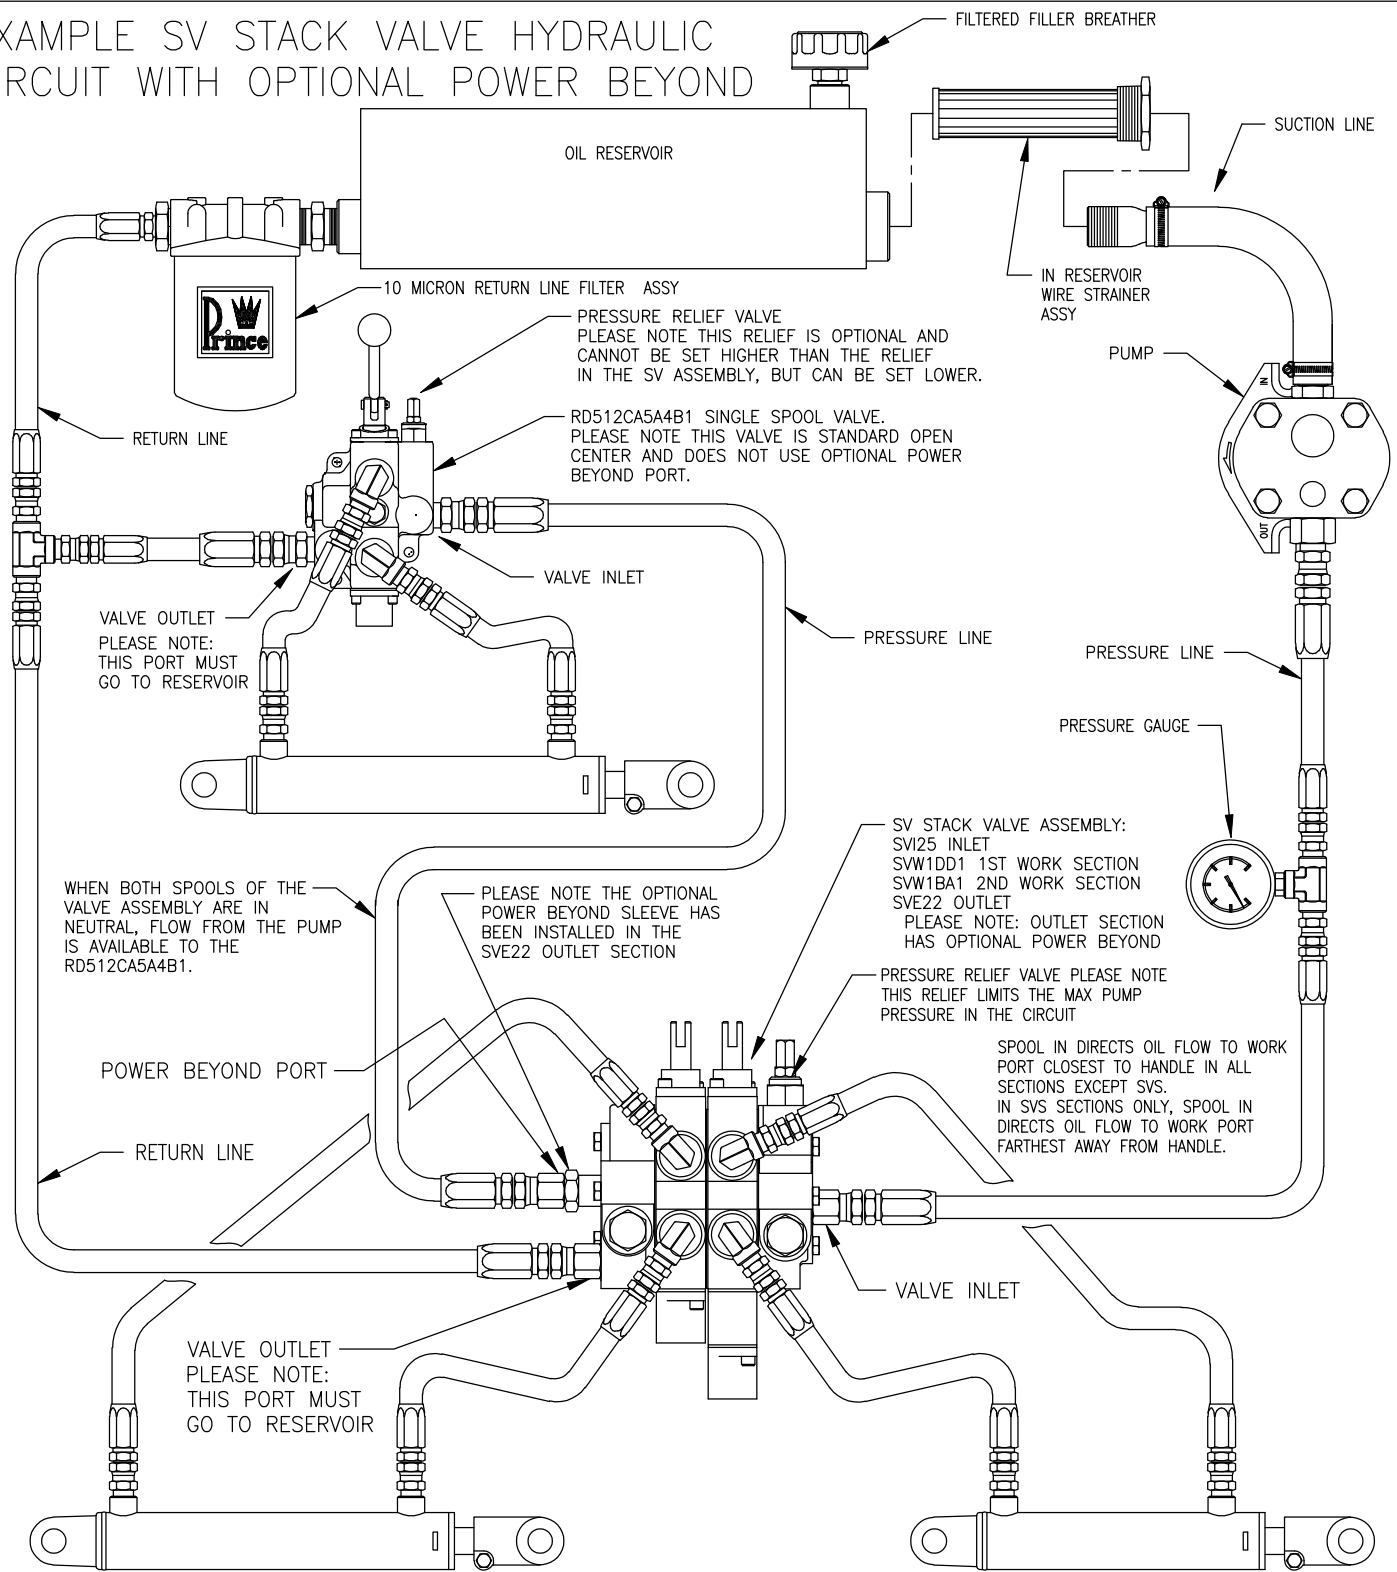 XAMPLE SV STACK VALVE HYDRAULIC
RCUIT WITH OPTIONAL POWER BEYOND
FILTERED FILLER BREATHER
SUCTION LINE
OIL RESERVOIR
IN RESERVOIR
WIRE STRAINER
ASSY
10 MICRON RETURN LINE FILTER ASSY
Prince
PRESSURE RELIEF VALVE
PLEASE NOTE THIS RELIEF IS OPTIONAL AND
CANNOT BE SET HIGHER THAN THE RELIEF
IN THE SV ASSEMBLY, BUT CAN BE SET LOWER.
PUMP
IN
OUT
RETURN LINE
RD512CA5A4B1 SINGLE SPOOL VALVE.
PLEASE NOTE THIS VALVE IS STANDARD OPEN
CENTER AND DOES NOT USE OPTIONAL POWER
BEYOND PORT.
VALVE INLET
VALVE OUTLET
PLEASE NOTE:
THIS PORT MUST
GO TO RESERVOIR
PRESSURE LINE
PRESSURE LINE
PRESSURE GAUGE
SV STACK VALVE ASSEMBLY:
SVI25 INLET
SVW1DD1 1ST WORK SECTION
SVW1BA1 2ND WORK SECTION
SVE22 OUTLET
PLEASE NOTE: OUTLET SECTION
HAS OPTIONAL POWER BEYOND
WHEN BOTH SPOOLS OF THE
VALVE ASSEMBLY ARE IN
NEUTRAL, FLOW FROM THE PUMP
IS AVAILABLE TO THE
RD512CA5A4B1.
PLEASE NOTE THE OPTIONAL
POWER BEYOND SLEEVE HAS
BEEN INSTALLED IN THE
SVE22 OUTLET SECTION
PRESSURE RELIEF VALVE PLEASE NOTE
THIS RELIEF LIMITS THE MAX PUMP
PRESSURE IN THE CIRCUIT
SPOOL IN DIRECTS OIL FLOW TO WORK
PORT CLOSEST TO HANDLE IN ALL
SECTIONS EXCEPT SVS.
IN SVS SECTIONS ONLY, SPOOL IN
DIRECTS OIL FLOW TO WORK PORT
FARTHEST AWAY FROM HANDLE.
POWER BEYOND PORT
RETURN LINE
VALVE INLET
VALVE OUTLET
PLEASE NOTE:
THIS PORT MUST
GO TO RESERVOIR